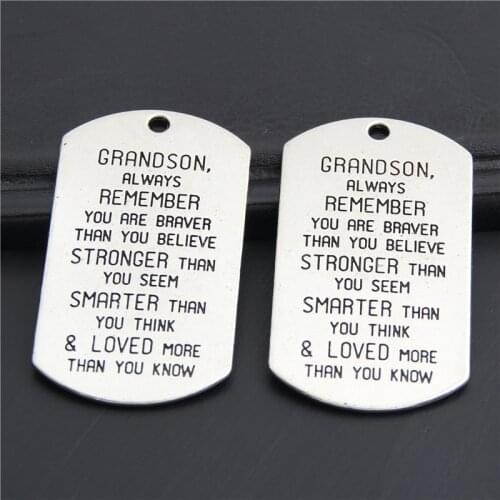 GRANDSON,
ALWAYS
REMEMBER
YOU ARE BRAVER
THAN YOU BELIEVE
STRONGER THAN
YOU SEEM
SMARTER THAN
YOU THINK
& LOVED MORE
THAN YOU KNOW
GRANDSON,
ALWAYS
REMEMBER
YOU ARE BRAVER
THAN YOU BELIEVE
STRONGER THAN
YOU SEEM
SMARTER THAN
YOU THINK
& LOVED MORE
THAN YOU KNOW